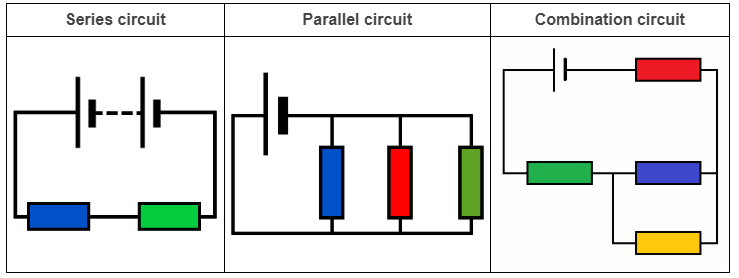 Series circuit
Parallel circuit
Combination circuit